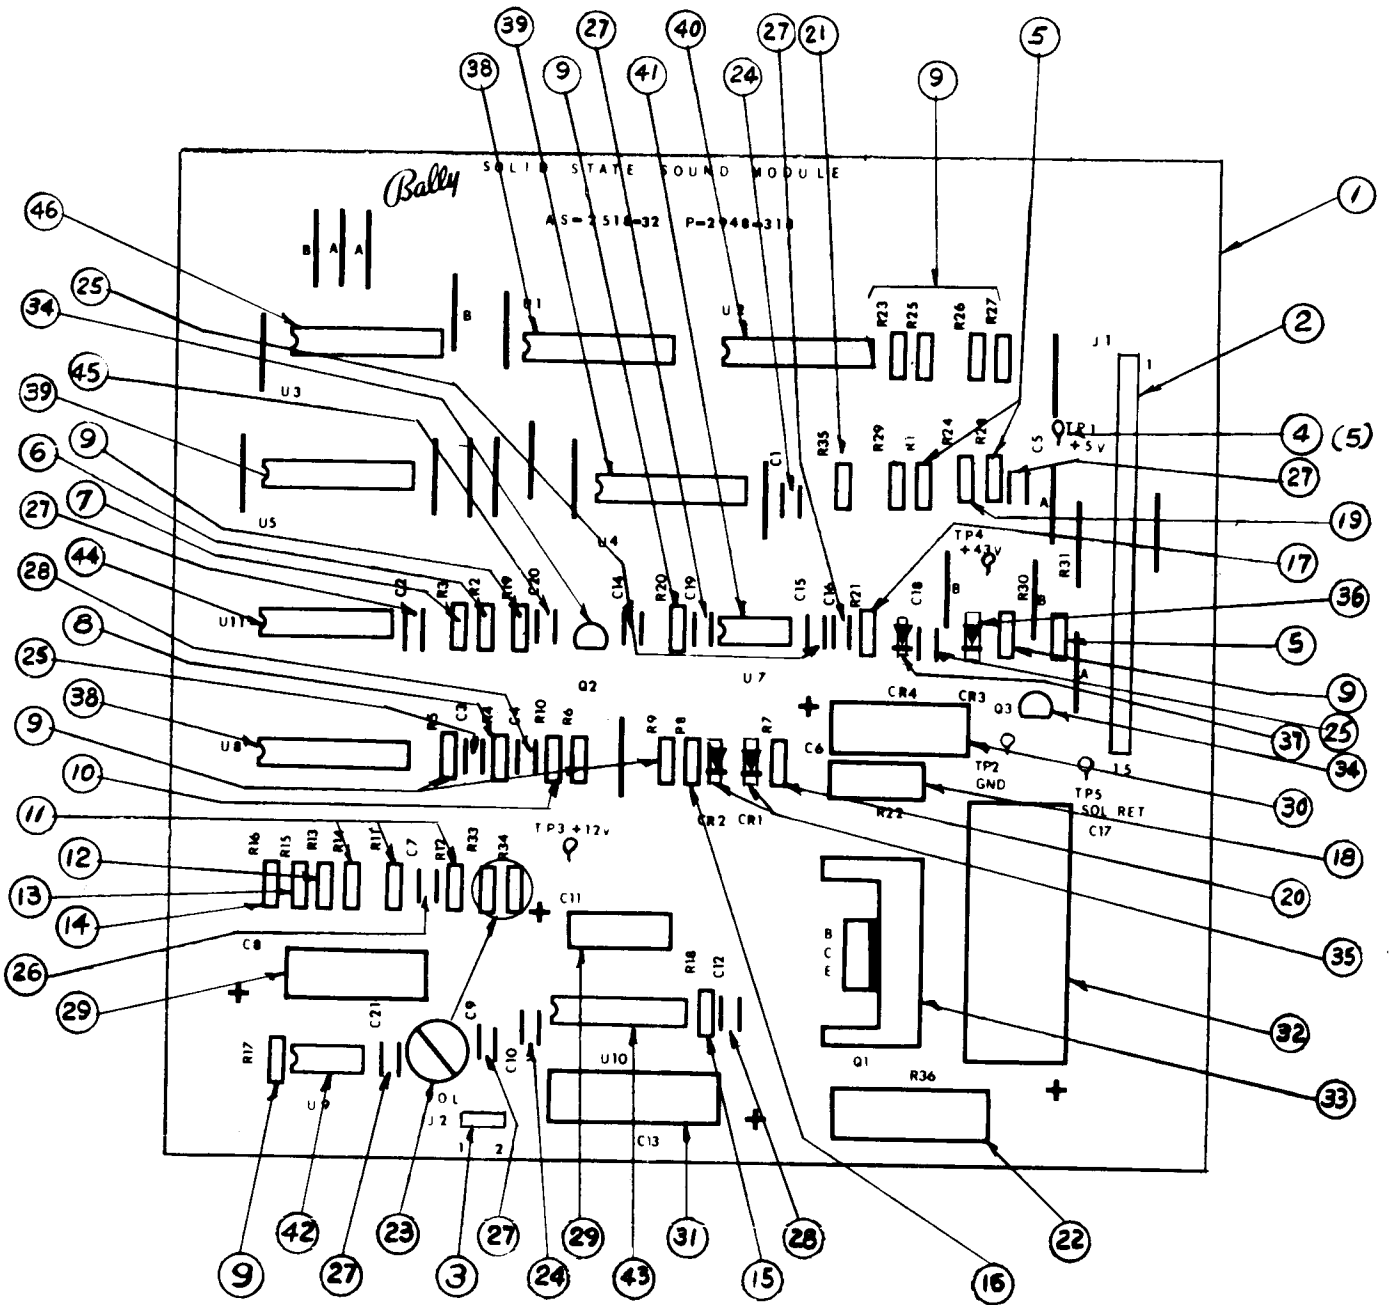 39
27
40
27
5
38
9
41
24
21
9
Bally
SOLID STATE SOUND MODULE
AS-2518-32 P-2948-318
1
46
25
34
45
39
9
6
27
7
28
44
8
25
38
9
10
11
12
13
14
26
29
B A A
B
U1
U2
R23 R25 R26 R27
J1
1
2
U3
TP1
+5V
4 (5)
C1
R35
R29
R1
R24
R28
C5
27
A
19
U5
U4
TP4
+43V
17
B
R31
R30
B
36
U11
C2
R3
R2
R19
C20
C14
R20
C19
C15
C16
R21
C18
5
A
Q2
U7
CR4
CR3
Q3
9
25
37
34
U8
R5
C3
R4
C4
R10
R6
R9
R8
R7
+
C6
TP2
GND
TP5
SOL RET
15
C17
30
CR2
CR1
R22
18
R16
R15
R13
R14
R11
C7
R12
R33
R34
TP3 +12V
20
+
C11
B
C
E
35
C8
+
R18
C12
32
R17
U9
C21
C9
C10
U10
Q1
R36
+
33
J2
1 2
C13
+
42
23
27
29
31
28
22
9
27
3
24
43
15
16